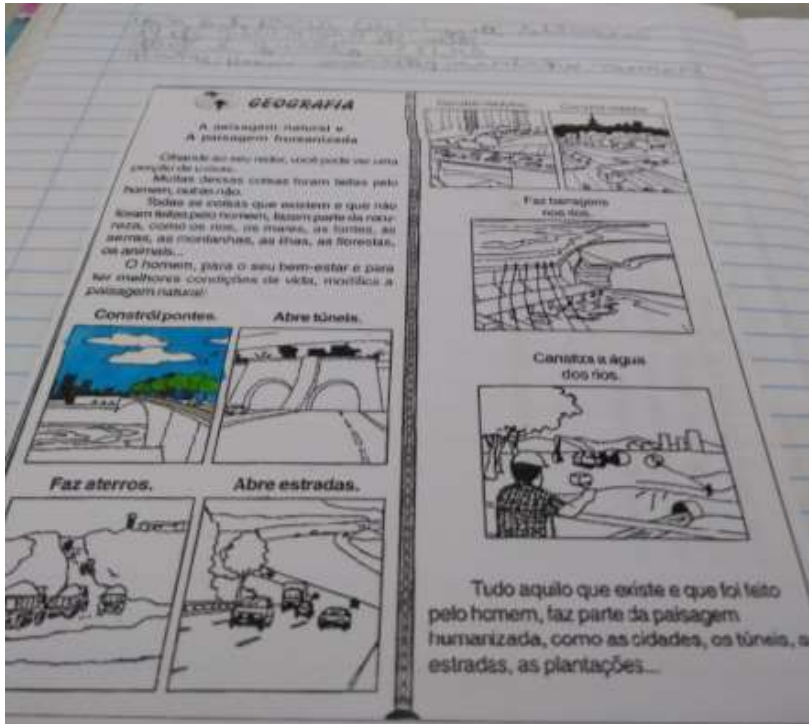 GEOGRAFIA
A paisagem natural e
A paisagem humanizada
Olhando ao seu redor, você pode ver uma
porção de coisas.
Muitas dessas coisas foram feitas pelo
homem, outras não.
Todas as coisas que existem e que não
foram feitas pelo homem, fazem parte da natu-
reza, como os rios, os mares, as fontes, as
serras, as montanhas, as ilhas, as florestas,
os animais...
O homem, para o seu bem-estar e para
ter melhores condições de vida, modifica a
paisagem natural:
Constrói pontes.
Abre túneis.
Faz aterros.
Abre estradas.
Faz barragens
nos rios.
Canaliza a água
dos rios.
Tudo aquilo que existe e que foi feito
pelo homem, faz parte da paisagem
humanizada, como as cidades, os túneis, a
estradas, as plantações...